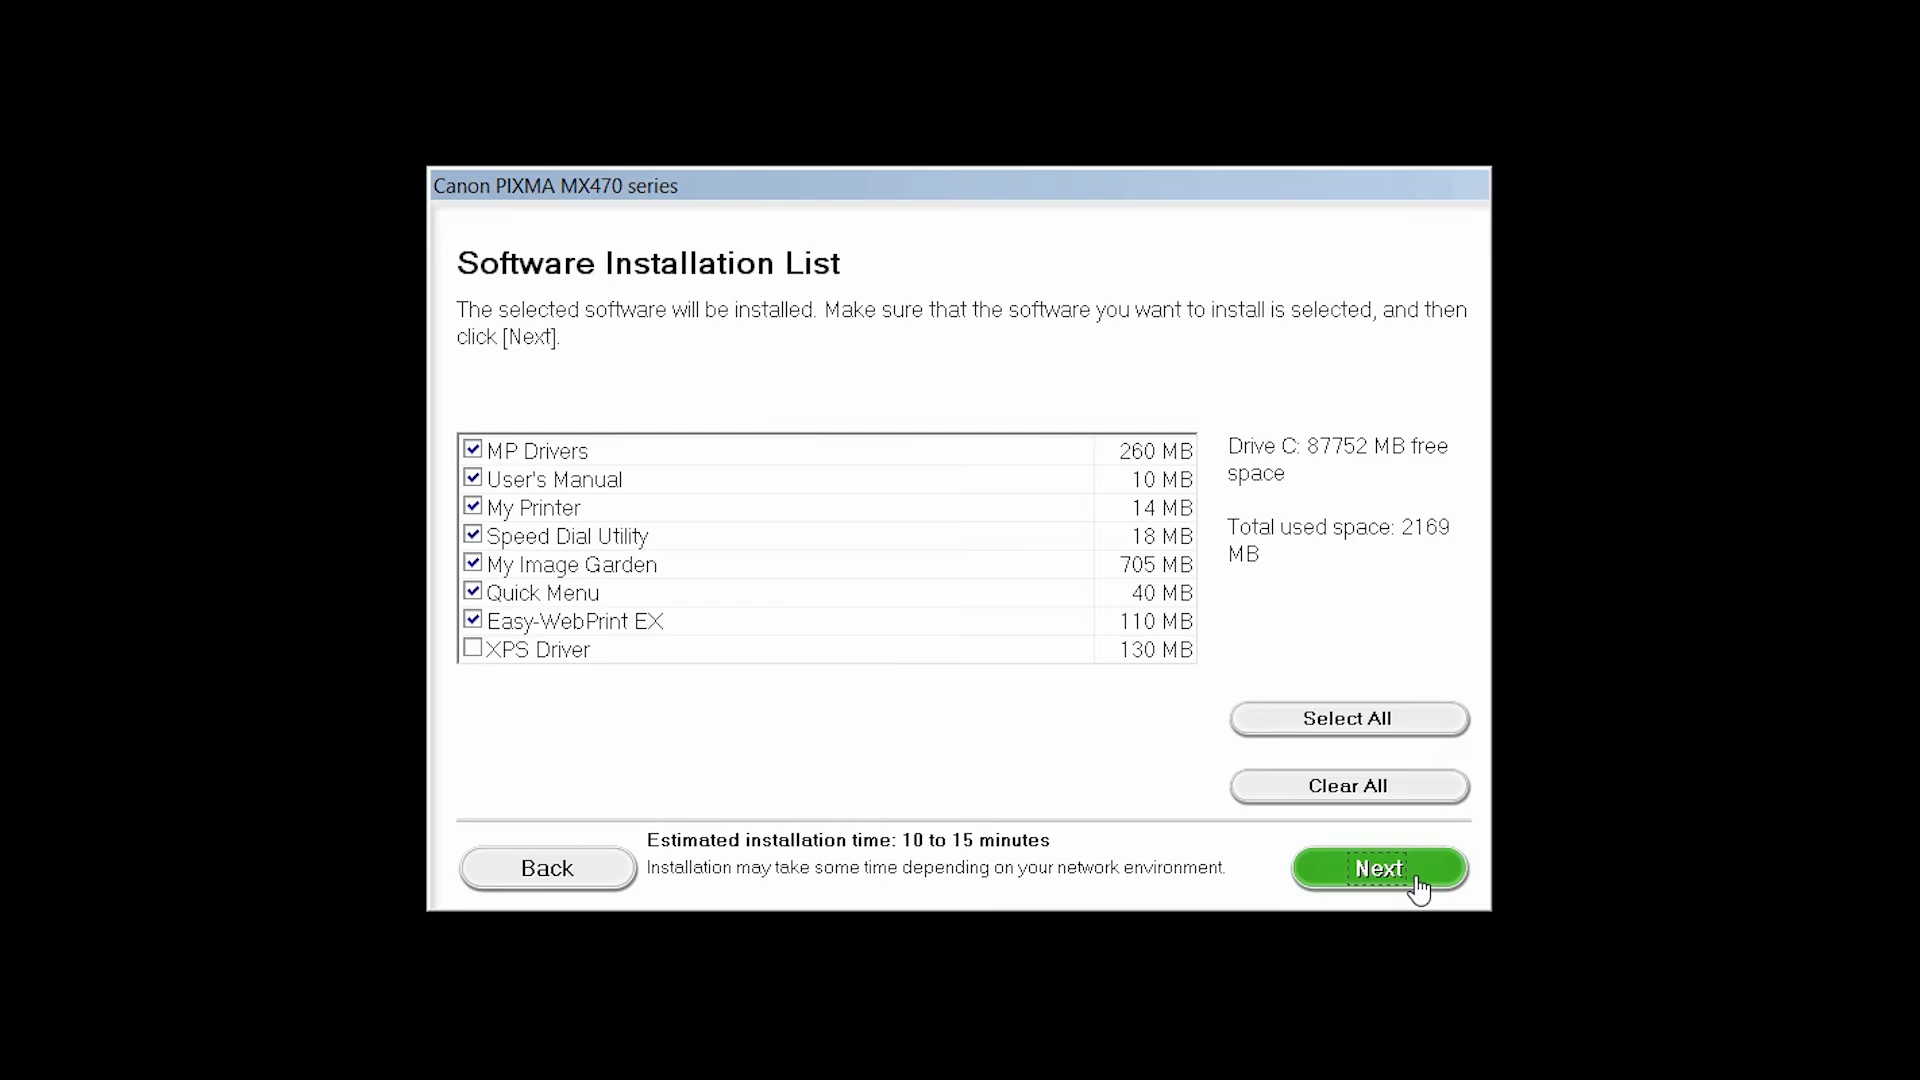 Canon PIXMA MX470 series
Software Installation List
The selected software will be installed. Make sure that the software you want to install is selected, and then
click [Next].
MP Drivers 260 MB
User's Manual 10 MB
My Printer 14 MB
Speed Dial Utility 18 MB
My Image Garden 705 MB
Quick Menu 40 MB
Easy-WebPrint EX 110 MB
XPS Driver 130 MB
Drive C: 87752 MB free
space
Total used space: 2169
MB
Select All
Clear All
Estimated installation time: 10 to 15 minutes
Installation may take some time depending on your network environment.
Back
Next